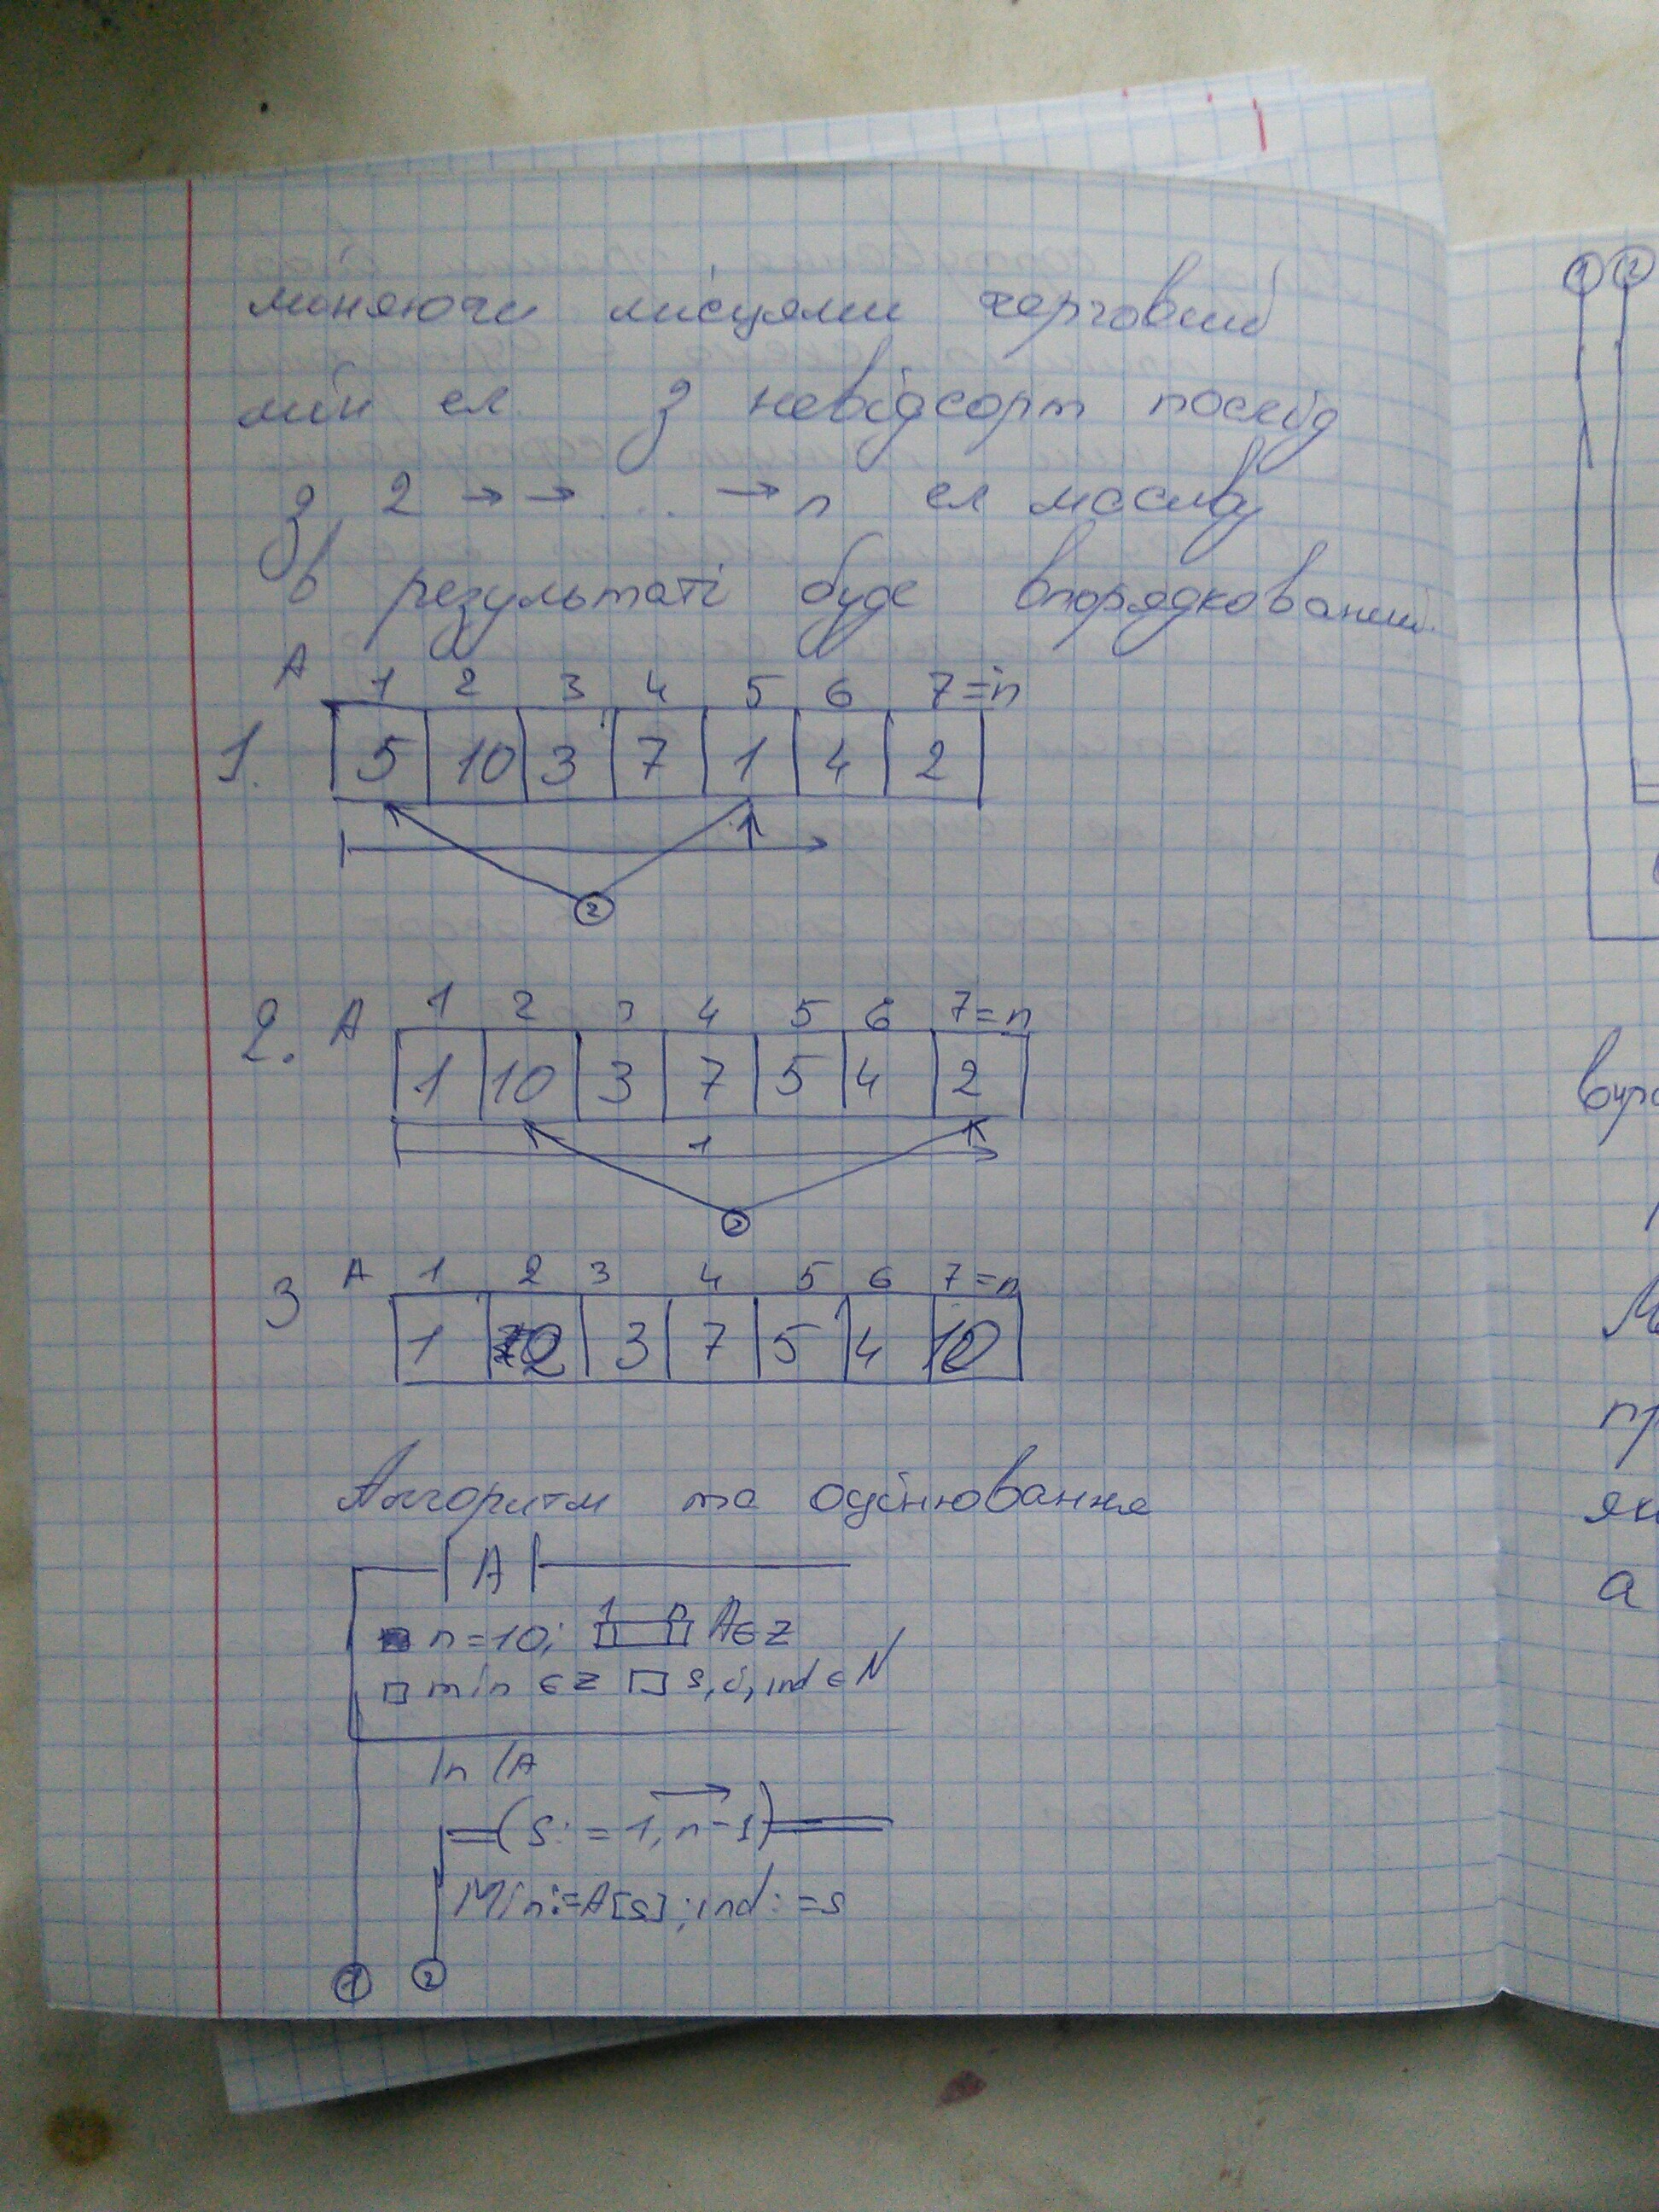 міняючи місцями черговий
мін ел. з невідсорт послід
з 2 →→ ... → n ел масиву
в результаті буде впорядкований.
A 1 2 3 4 5 6 7=n
1. 5 10 3 7 1 4 2
1
2
2. A 1 2 3 4 5 6 7=n
1 10 3 7 5 4 2
1
2
3 A 1 2 3 4 5 6 7=n
1 2 3 7 5 4 10
Алгоритм та оцінювання
A
n=10; 1 n A∈Z
min ∈Z s, i, ind ∈ N
In /A
(s:=1, n-1)
Min:=A[s]; ind:=s
1 2
1 2
виро
М
пр
як
а